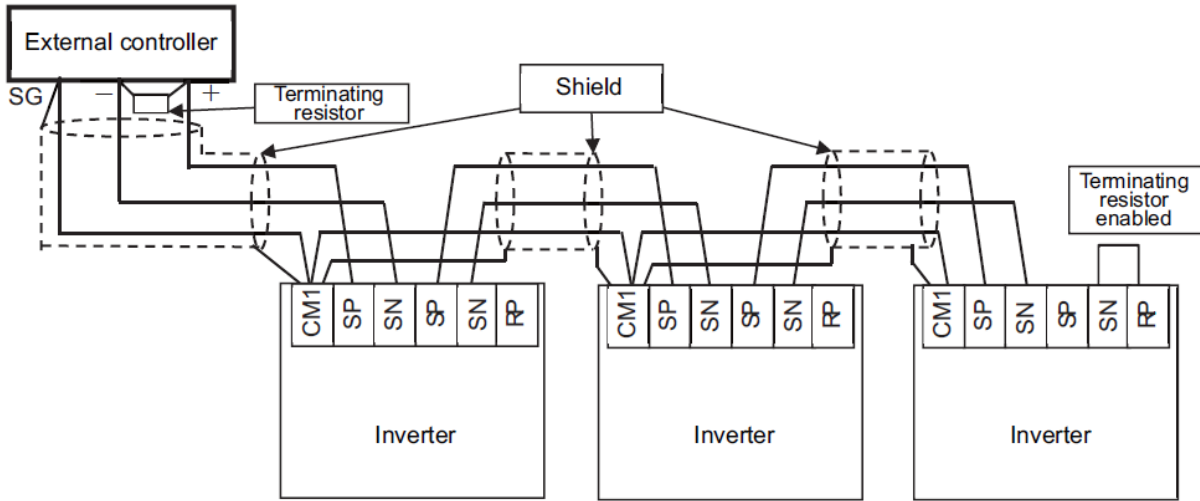 External controller
SG
−
+
Terminating
resistor
Shield
Terminating
resistor
enabled
CM1
SP
SN
SP
SN
RP
CM1
SP
SN
SP
SN
RP
CM1
SP
SN
SP
SN
RP
Inverter
Inverter
Inverter